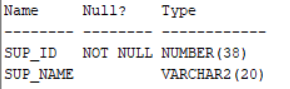 Name     Null?    Type
-------- -------- ------------
SUP_ID   NOT NULL NUMBER(38)
SUP_NAME          VARCHAR2(20)